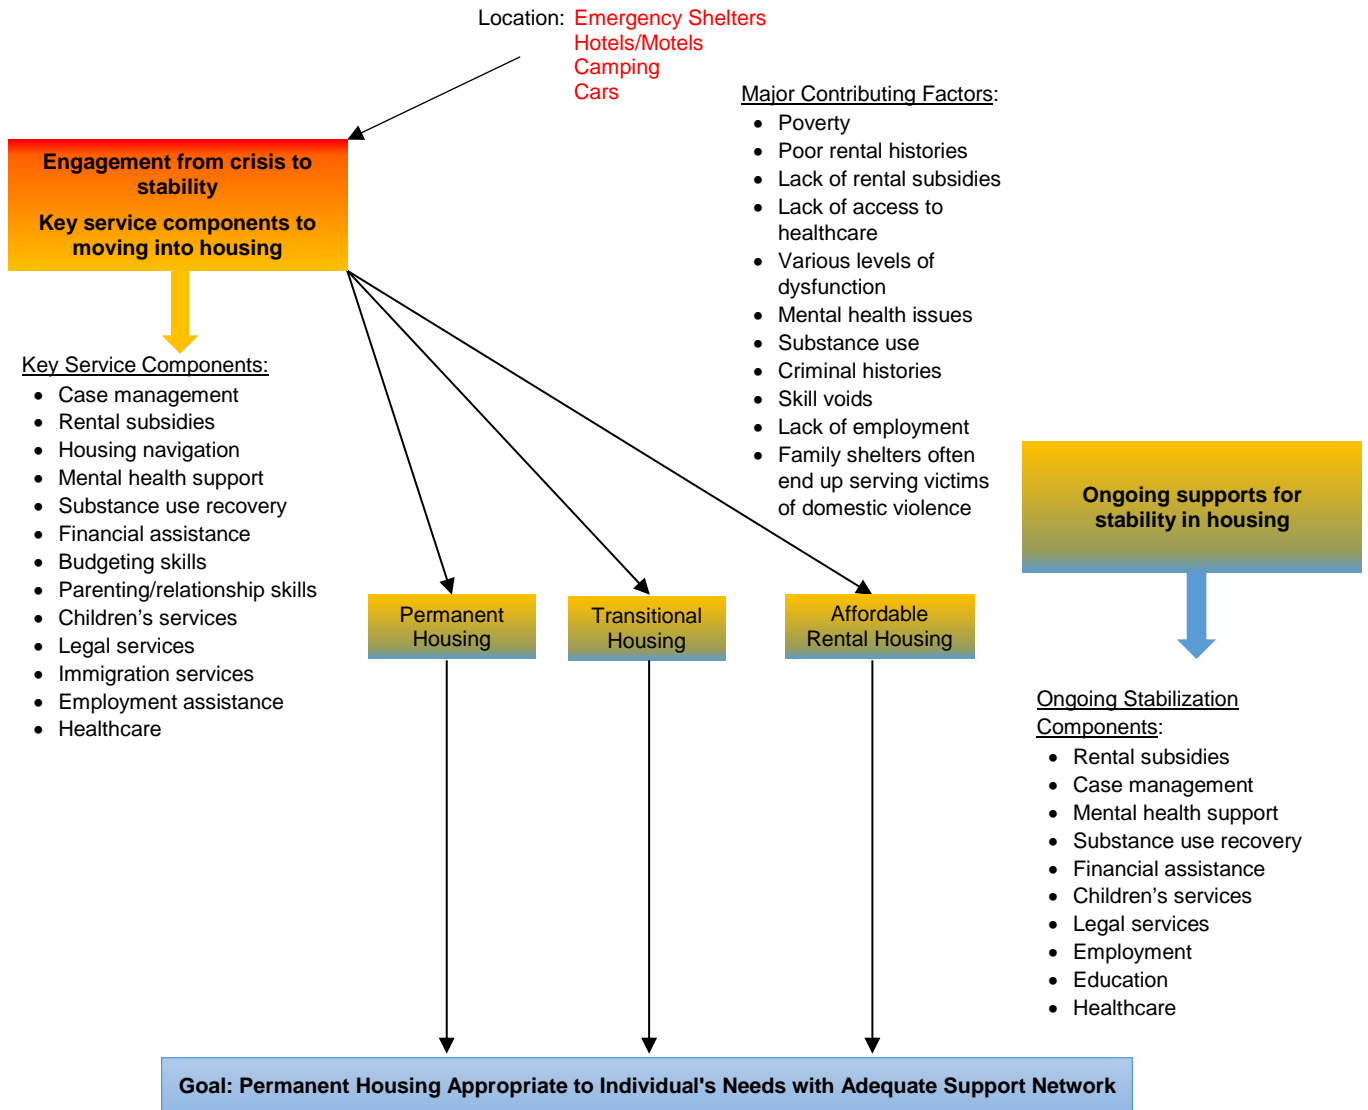 Location: Emergency Shelters
Hotels/Motels
Camping
Cars
Major Contributing Factors:
• Poverty
• Poor rental histories
• Lack of rental subsidies
• Lack of access to
healthcare
• Various levels of
dysfunction
• Mental health issues
• Substance use
• Criminal histories
• Skill voids
• Lack of employment
• Family shelters often
end up serving victims
of domestic violence
Engagement from crisis to
stability
Key service components to
moving into housing
Key Service Components:
• Case management
• Rental subsidies
• Housing navigation
• Mental health support
• Substance use recovery
• Financial assistance
• Budgeting skills
• Parenting/relationship skills
• Children’s services
• Legal services
• Immigration services
• Employment assistance
• Healthcare
Permanent
Housing
Transitional
Housing
Affordable
Rental Housing
Ongoing supports for
stability in housing
Ongoing Stabilization
Components:
• Rental subsidies
• Case management
• Mental health support
• Substance use recovery
• Financial assistance
• Children’s services
• Legal services
• Employment
• Education
• Healthcare
Goal: Permanent Housing Appropriate to Individual's Needs with Adequate Support Network